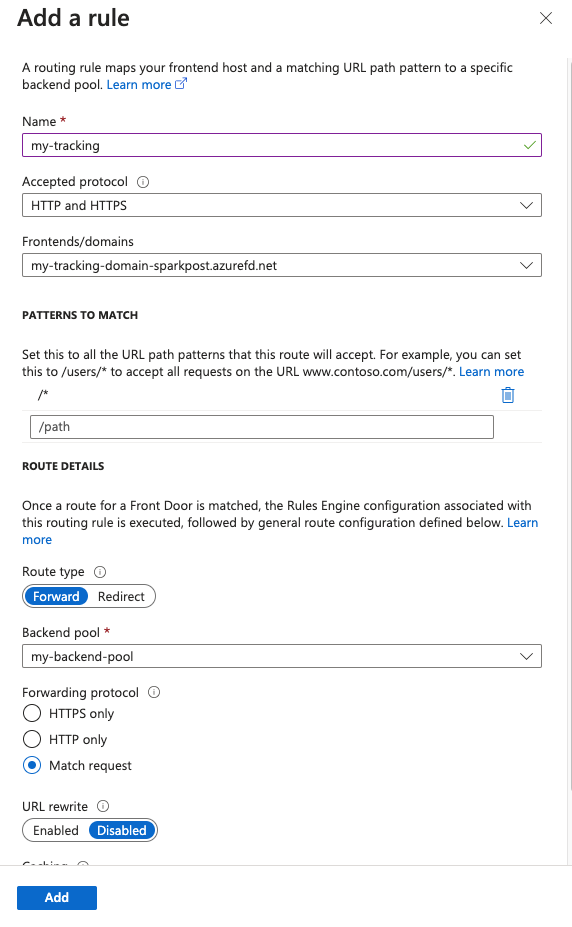 Add a rule
A routing rule maps your frontend host and a matching URL path pattern to a specific
backend pool. Learn more
Name *
my-tracking
Accepted protocol
HTTP and HTTPS
Frontends/domains
my-tracking-domain-sparkpost.azurefd.net
PATTERNS TO MATCH
Set this to all the URL path patterns that this route will accept. For example, you can set
this to /users/* to accept all requests on the URL www.contoso.com/users/*. Learn more
/*
/path
ROUTE DETAILS
Once a route for a Front Door is matched, the Rules Engine configuration associated with
this routing rule is executed, followed by general route configuration defined below. Learn
more
Route type
Forward Redirect
Backend pool *
my-backend-pool
Forwarding protocol
HTTPS only
HTTP only
Match request
URL rewrite
Enabled Disabled
Caching
Add